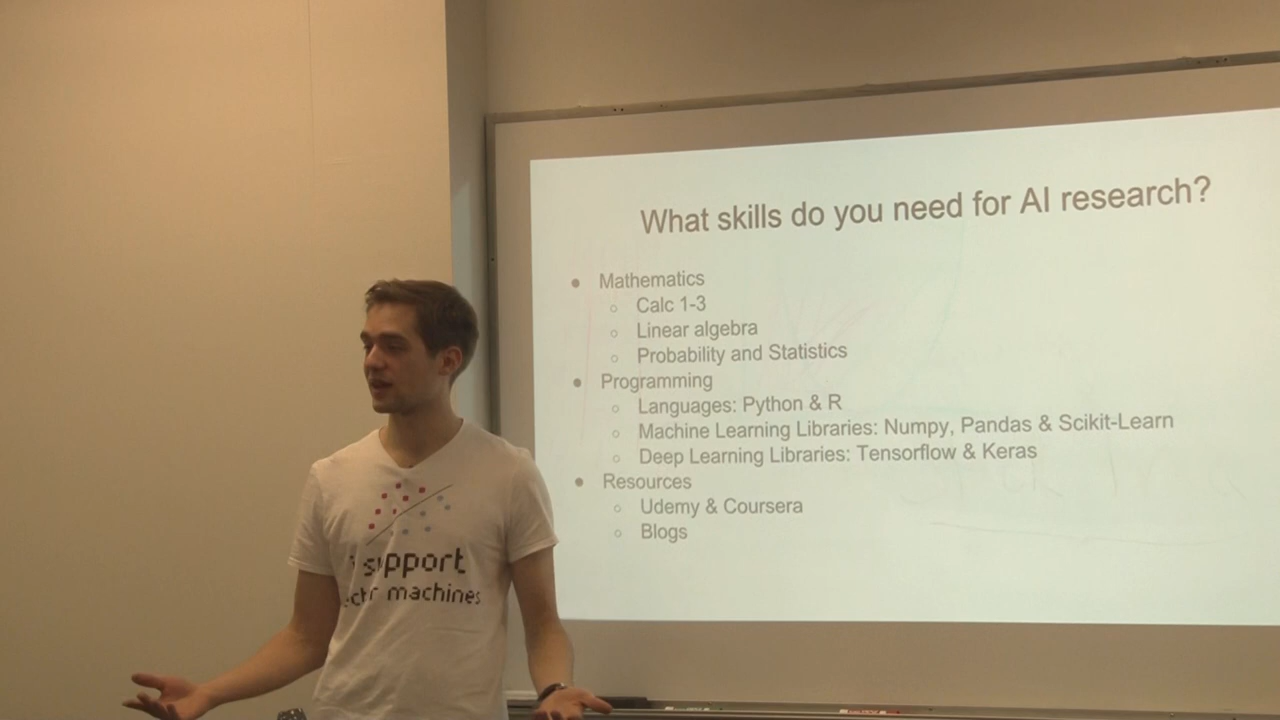 What skills do you need for AI research?
● Mathematics
○ Calc 1-3
○ Linear algebra
○ Probability and Statistics
● Programming
○ Languages: Python & R
○ Machine Learning Libraries: Numpy, Pandas & Scikit-Learn
○ Deep Learning Libraries: Tensorflow & Keras
● Resources
○ Udemy & Coursera
○ Blogs
support
machines